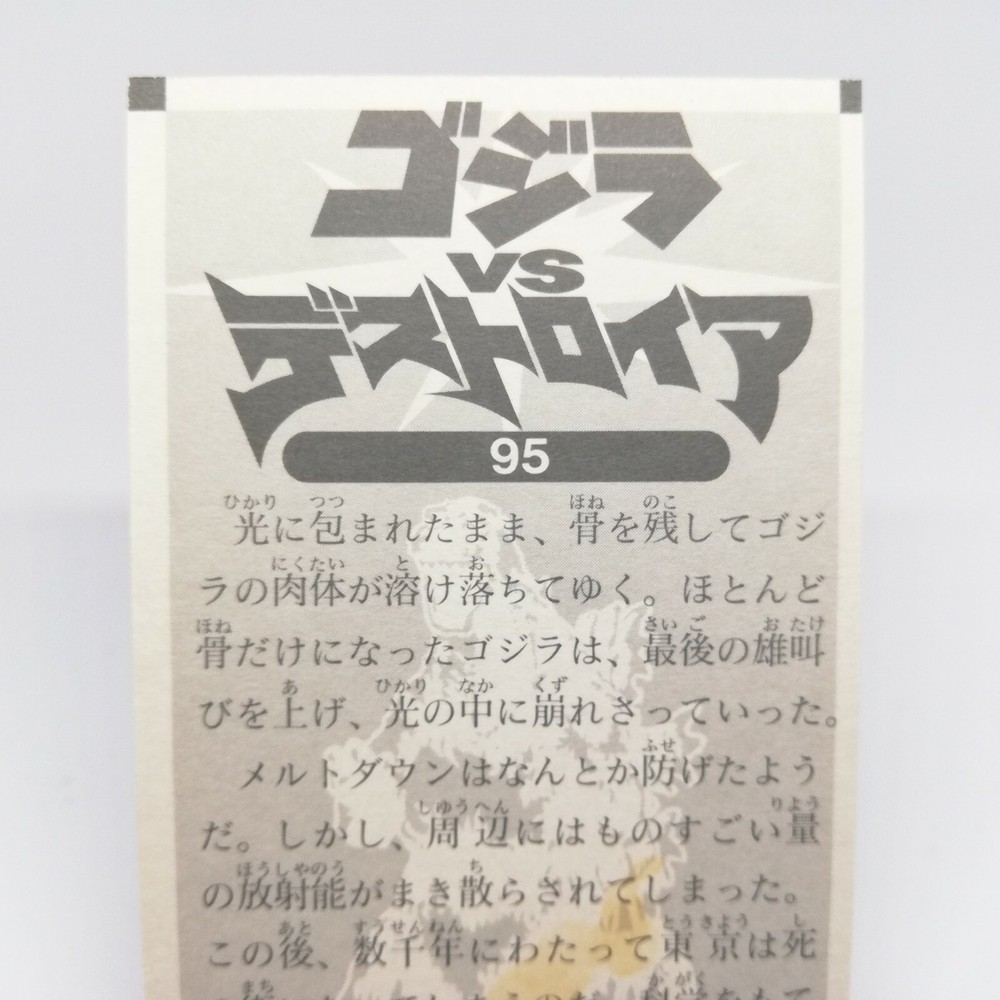 ゴジラ
VS
デストロイア
95
光に包まれたまま、骨を残してゴジ
ラの肉体が溶け落ちてゆく。ほとんど
骨だけになったゴジラは、最後の雄叫
びを上げ、光の中に崩れさっていった。
メルトダウンはなんとか防げたよう
だ。しかし、周辺にはものすごい量
の放射能がまき散らされてしまった。
この後、数千年にわたって東京は死